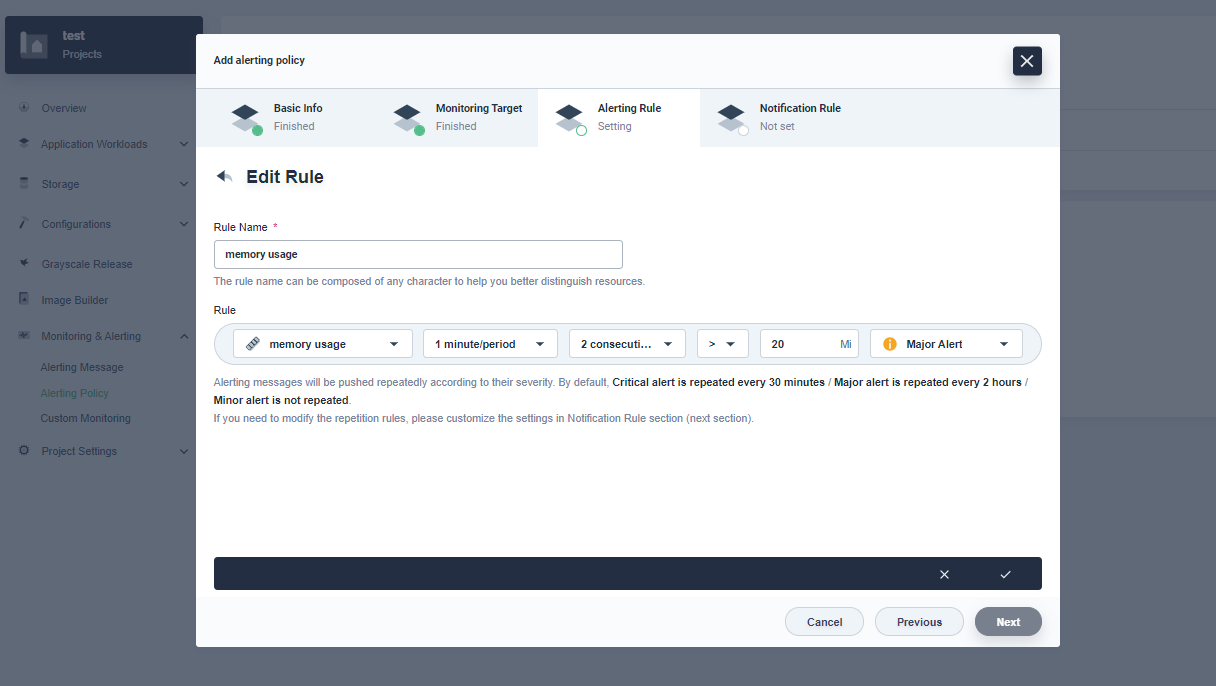 test
Projects
Overview
Application Workloads
Storage
Configurations
Grayscale Release
Image Builder
Monitoring & Alerting
Alerting Message
Alerting Policy
Custom Monitoring
Project Settings
Add alerting policy
Basic Info
Finished
Monitoring Target
Finished
Alerting Rule
Setting
Notification Rule
Not set
Edit Rule
Rule Name *
memory usage
The rule name can be composed of any character to help you better distinguish resources.
Rule
memory usage 1 minute/period 2 consecuti... > 20 Mi Major Alert
Alerting messages will be pushed repeatedly according to their severity. By default, Critical alert is repeated every 30 minutes / Major alert is repeated every 2 hours /
Minor alert is not repeated.
If you need to modify the repetition rules, please customize the settings in Notification Rule section (next section).
Cancel Previous Next